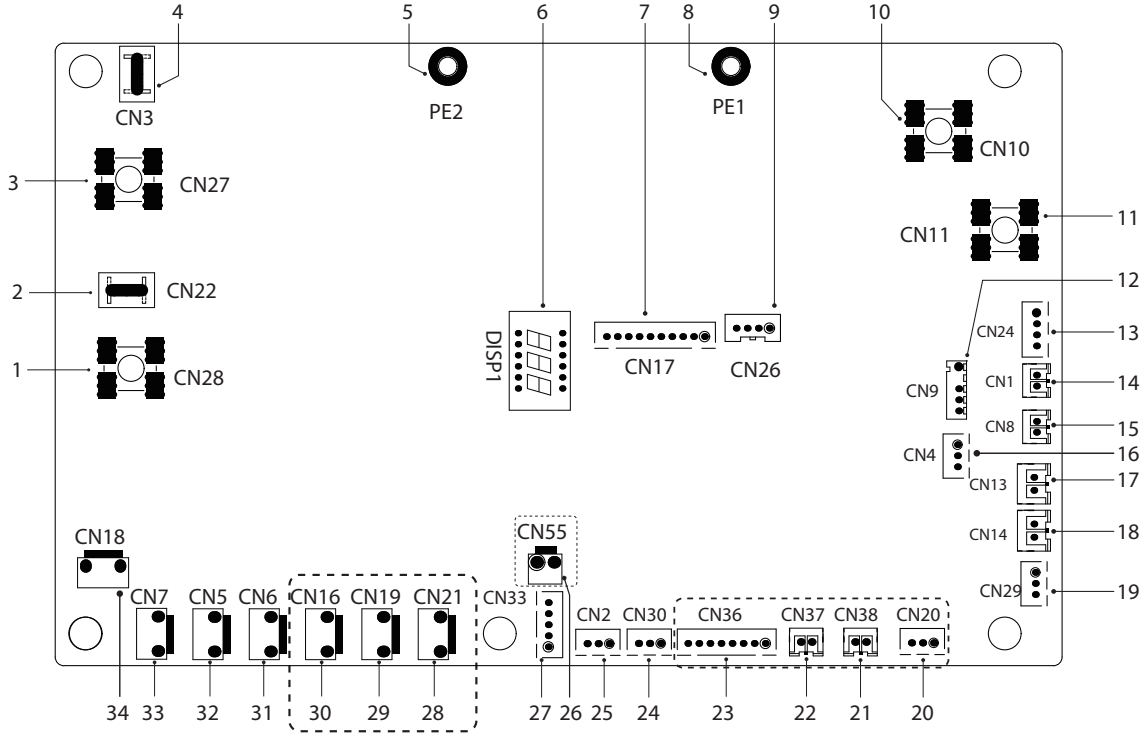 4 5 6 7 8 9 10
CN3
PE2
PE1
CN10
3
CN27
11
CN11
12
2
CN22
13
CN24
DISP1
CN17
CN26
1
CN28
14
CN1
CN9
15
CN8
16
CN4
17
CN13
18
CN14
CN18
CN55
19
CN29
CN7 CN5 CN6 CN16 CN19 CN21 CN33 CN2 CN30 CN36 CN37 CN38 CN20
34 33 32 31 30 29 28 27 26 25 24 23 22 21 20